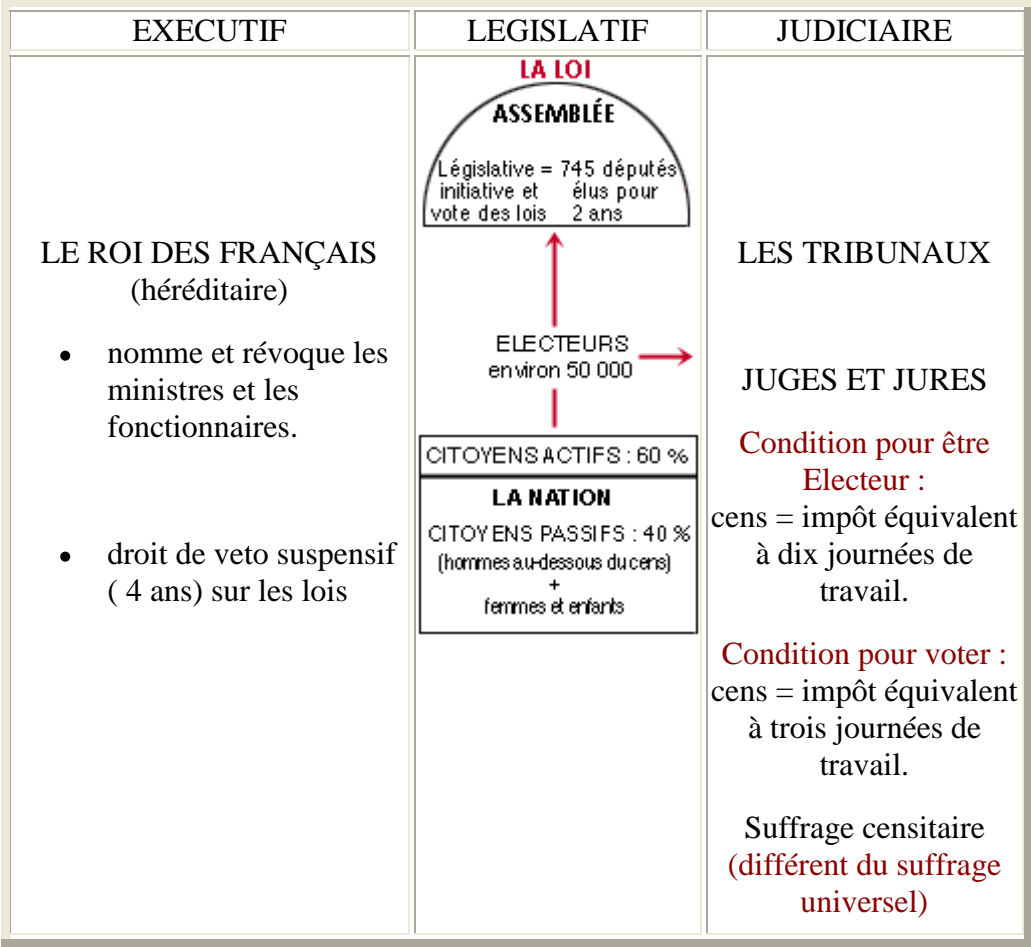 EXECUTIF
LEGISLATIF
JUDICIAIRE
LE ROI DES FRANÇAIS
(héréditaire)
• nomme et révoque les
ministres et les
fonctionnaires.
• droit de veto suspensif
( 4 ans) sur les lois
LA LOI
ASSEMBLÉE
Législative = 745 députés
initiative et élus pour
vote des lois 2 ans
ELECTEURS
environ 50 000
CITOYENS ACTIFS : 60 %
LA NATION
CITOYENS PASSIFS : 40 %
(hommes au-dessous du cens)
+
femmes et enfants
LES TRIBUNAUX
JUGES ET JURES
Condition pour être
Electeur :
cens = impôt équivalent
à dix journées de
travail.
Condition pour voter :
cens = impôt équivalent
à trois journées de
travail.
Suffrage censitaire
(différent du suffrage
universel)